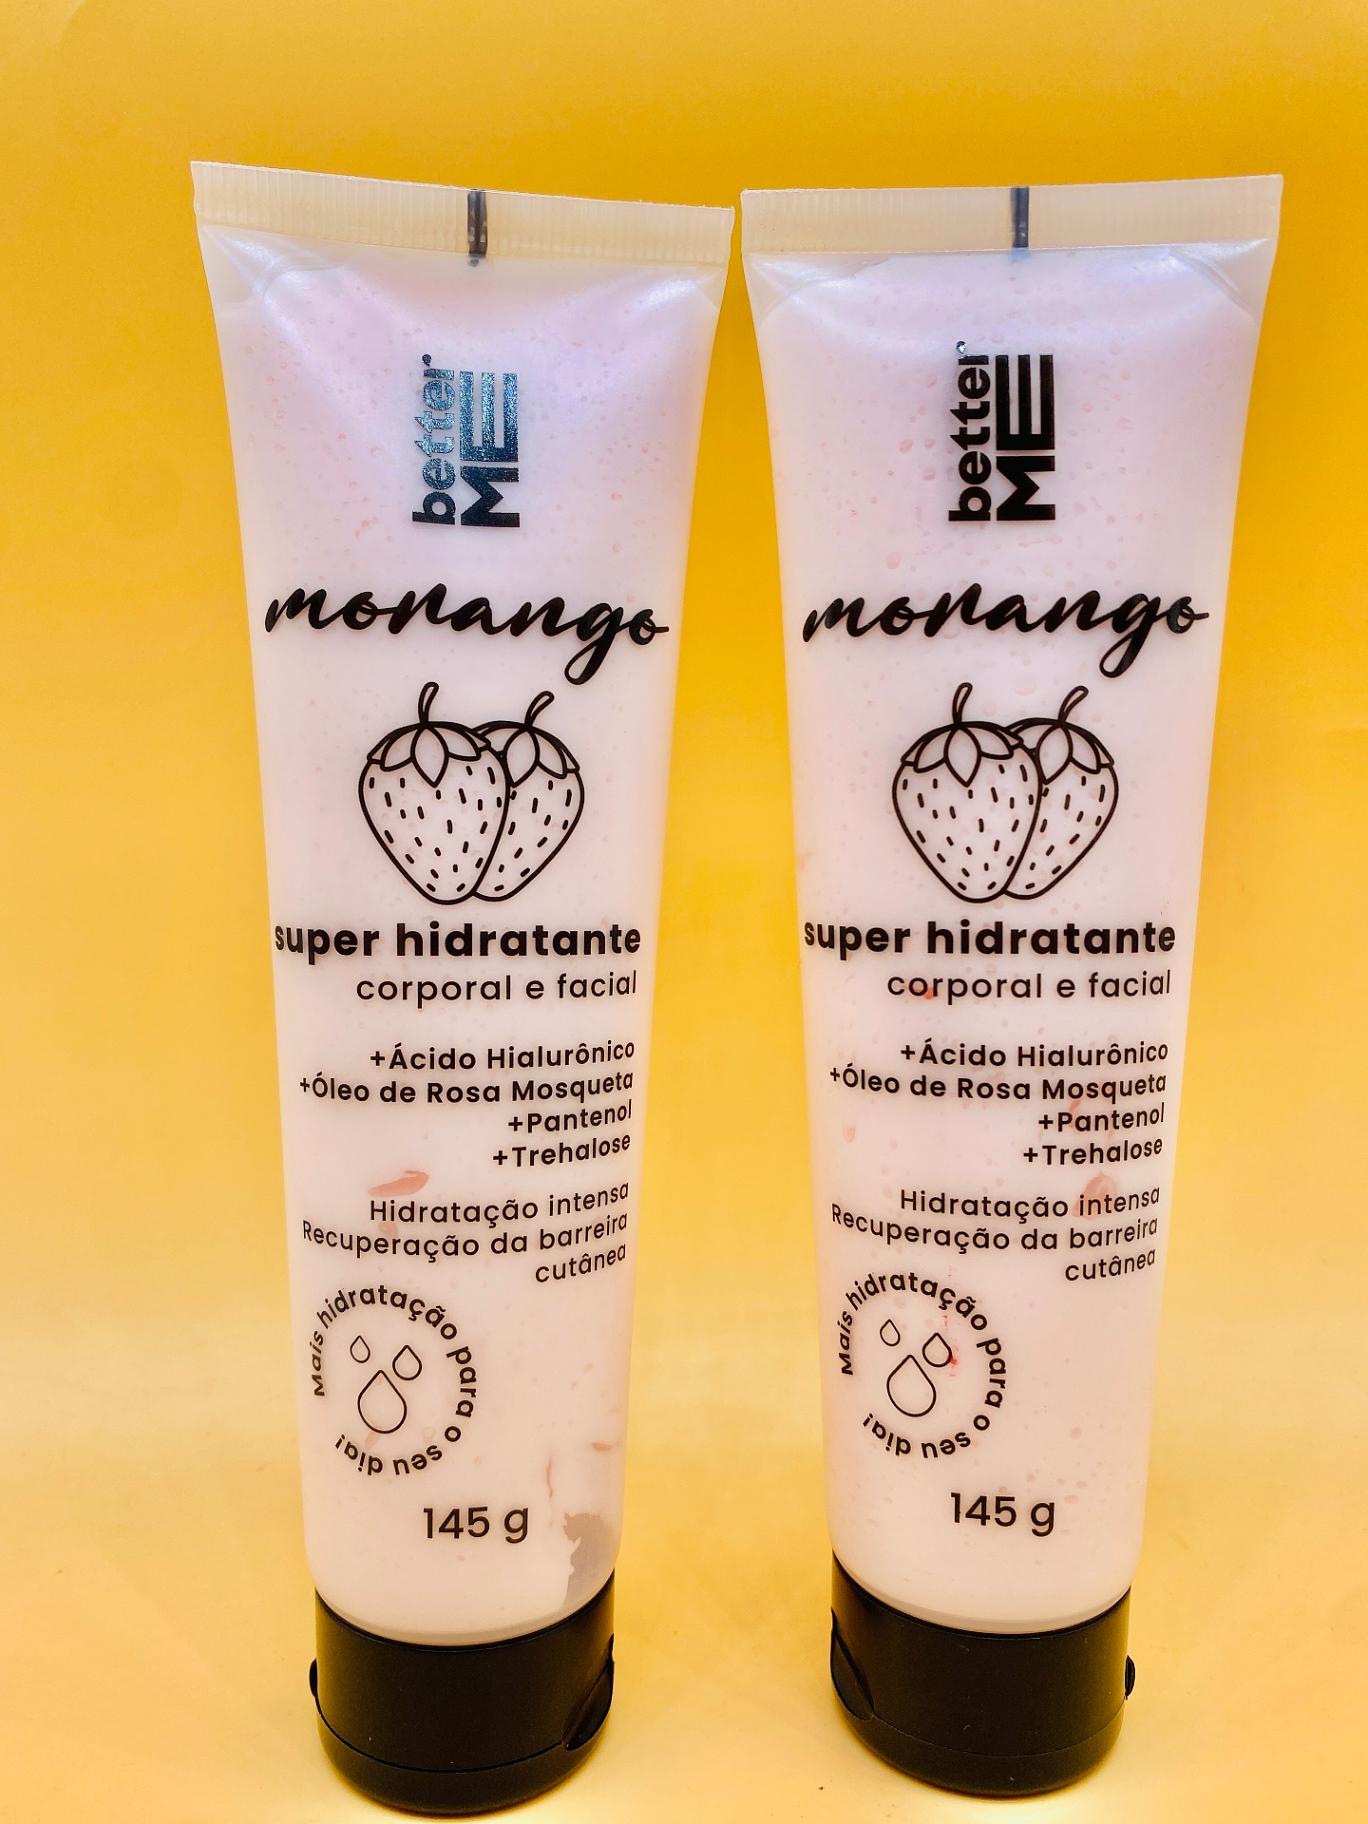 better
ME
morango
super hidratante
corporal e facial
+Ácido Hialurônico
+Óleo de Rosa Mosqueta
+Pantenol
+Trehalose
Hidratação intensa
Recuperação da barreira
cutânea
Mais hidratação para o seu dia!
145 g
better
ME
morango
super hidratante
corporal e facial
+Ácido Hialurônico
+Óleo de Rosa Mosqueta
+Pantenol
+Trehalose
Hidratação intensa
Recuperação da barreira
cutânea
Mais hidratação para o seu dia!
145 g